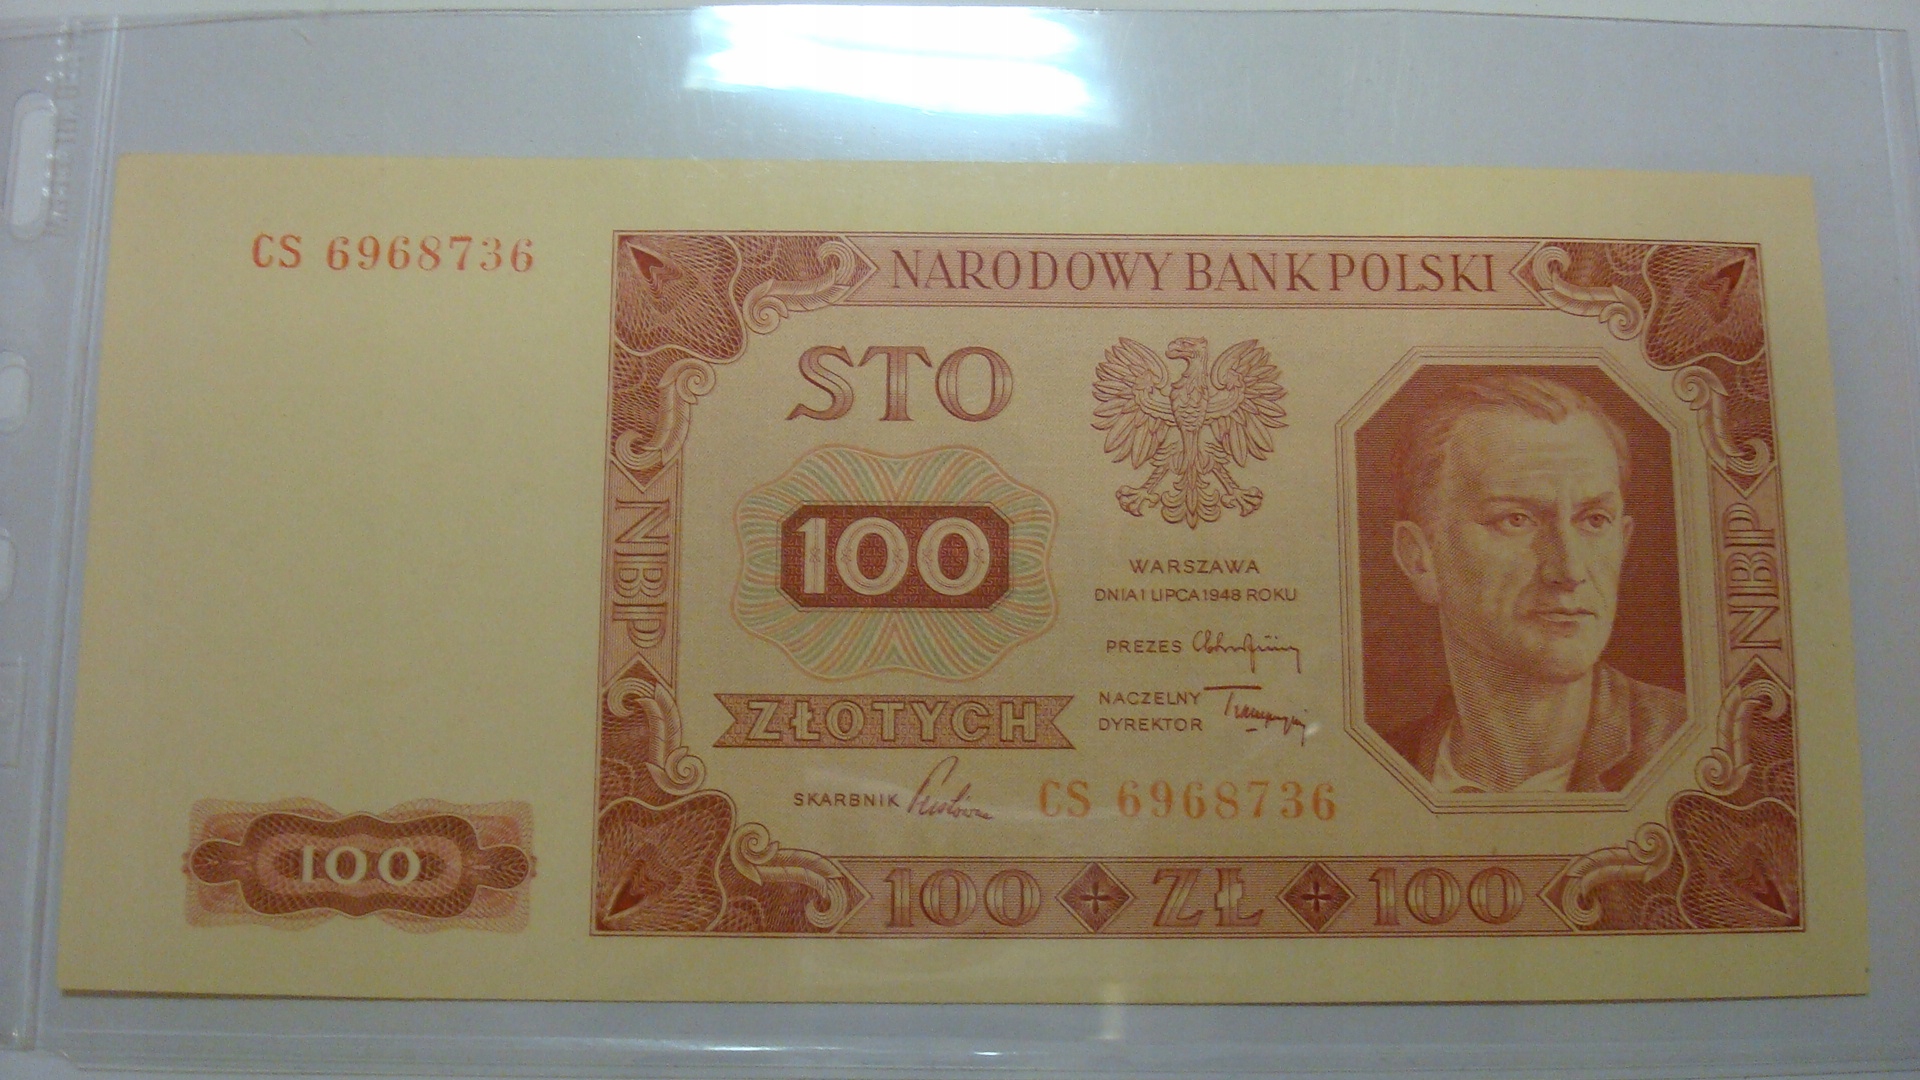 CS 6968736
NARODOWY BANK POLSKI
STO
100
ZŁOTYCH
WARSZAWA
DNIA 1 LIPCA 1948 ROKU
PREZES
NACZELNY
DYREKTOR
SKARBNIK
CS 6968736
NBP
NBP
100
100 ZŁ 100